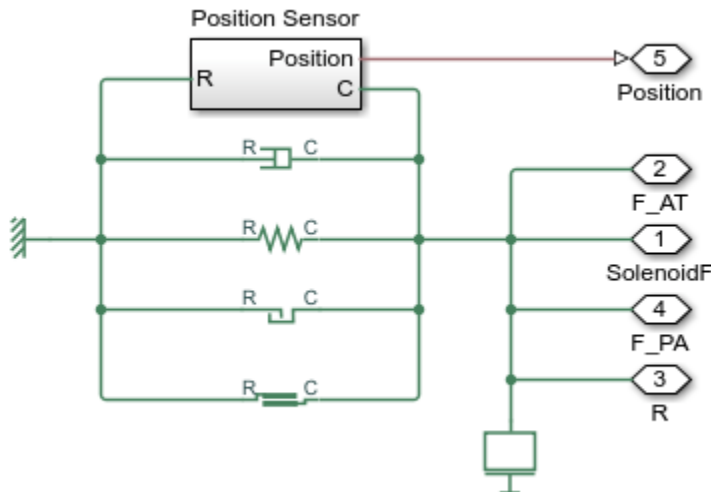 Position Sensor
Position
R
C
5
Position
R C
2
F_AT
R C
1
SolenoidF
R C
4
F_PA
R C
3
R